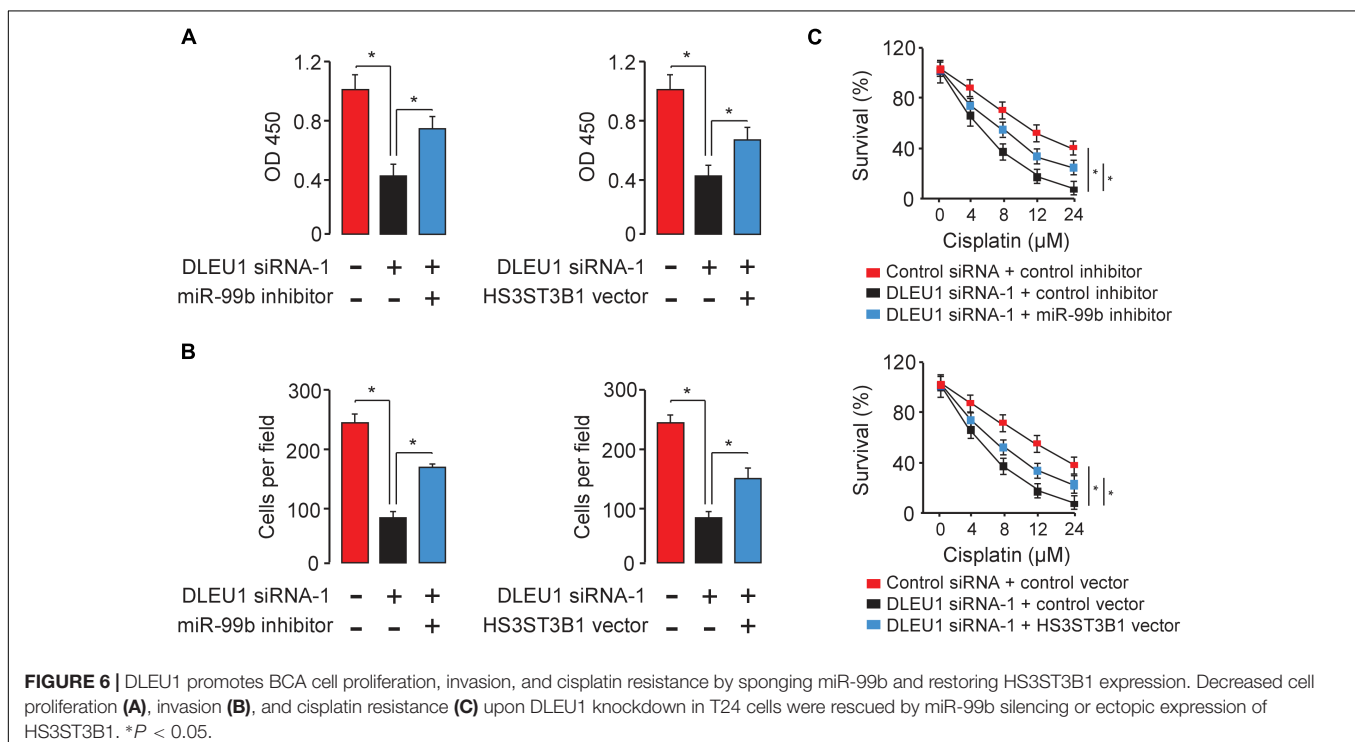 A
1.2
0.8
0.4
0
OD 450
*
*
DLEU1 siRNA-1 – + +
miR-99b inhibitor – – +
1.2
0.8
0.4
0
OD 450
*
*
DLEU1 siRNA-1 – + +
HS3ST3B1 vector – – +
B
300
200
100
0
Cells per field
*
*
DLEU1 siRNA-1 – + +
miR-99b inhibitor – – +
300
200
100
0
Cells per field
*
*
DLEU1 siRNA-1 – + +
HS3ST3B1 vector – – +
C
120
80
40
0
Survival (%)
* *
0 4 8 12 24
Cisplatin (µM)
Control siRNA + control inhibitor
DLEU1 siRNA-1 + control inhibitor
DLEU1 siRNA-1 + miR-99b inhibitor
120
80
40
0
Survival (%)
* *
0 4 8 12 24
Cisplatin (µM)
Control siRNA + control vector
DLEU1 siRNA-1 + control vector
DLEU1 siRNA-1 + HS3ST3B1 vector
FIGURE 6 | DLEU1 promotes BCA cell proliferation, invasion, and cisplatin resistance by sponging miR-99b and restoring HS3ST3B1 expression. Decreased cell
proliferation (A), invasion (B), and cisplatin resistance (C) upon DLEU1 knockdown in T24 cells were rescued by miR-99b silencing or ectopic expression of
HS3ST3B1. *P < 0.05.